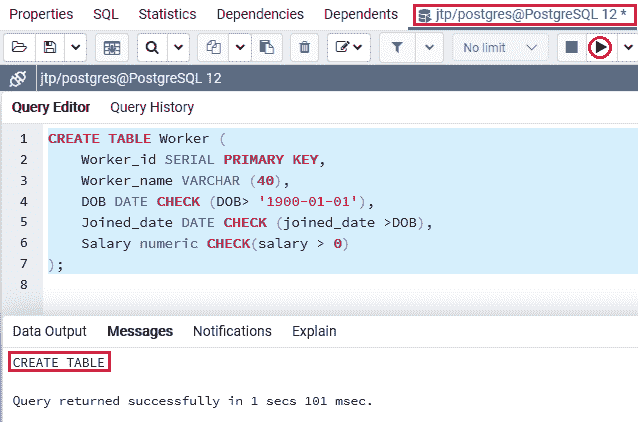 Properties SQL Statistics Dependencies Dependents jtp/postgres@PostgreSQL 12 *
No limit
jtp/postgres@PostgreSQL 12
Query Editor Query History
1 CREATE TABLE Worker (
2 Worker_id SERIAL PRIMARY KEY,
3 Worker_name VARCHAR (40),
4 DOB DATE CHECK (DOB> '1900-01-01'),
5 Joined_date DATE CHECK (joined_date >DOB),
6 Salary numeric CHECK(salary > 0)
7 );
8
Data Output Messages Notifications Explain
CREATE TABLE
Query returned successfully in 1 secs 101 msec.